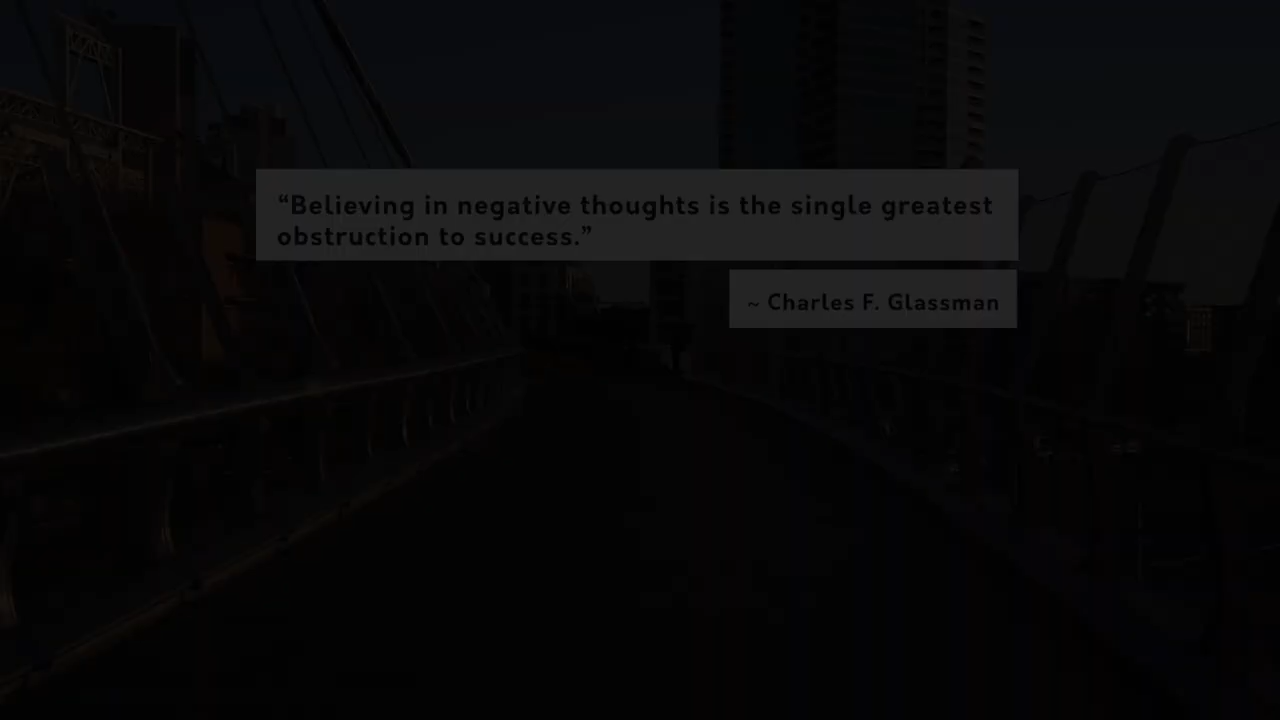 “Believing in negative thoughts is the single greatest
obstruction to success.”
~ Charles F. Glassman